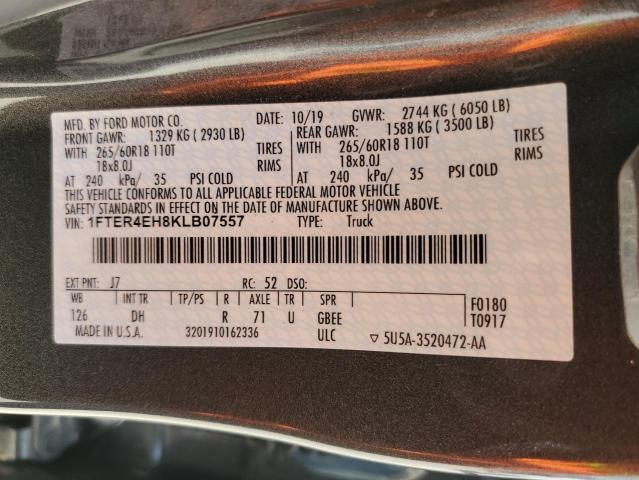 MFD. BY FORD MOTOR CO. DATE: 10/19 GVWR: 2744 KG ( 6050 LB)
FRONT GAWR: 1329 KG ( 2930 LB) REAR GAWR: 1588 KG ( 3500 LB)
WITH 265/60R18 110T TIRES WITH 265/60R18 110T TIRES
18x8.0J RIMS 18x8.0J RIMS
AT 240 kPa/ 35 PSI COLD AT 240 kPa/ 35 PSI COLD
THIS VEHICLE CONFORMS TO ALL APPLICABLE FEDERAL MOTOR VEHICLE
SAFETY STANDARDS IN EFFECT ON THE DATE OF MANUFACTURE SHOWN ABOVE.
VIN: 1FTER4EH8KLB07557 TYPE: Truck
EXT PNT: J7 RC: 52 DSO:
WB INT TR TP/PS R AXLE TR SPR F0180
126 DH R 71 U GBEE T0917
MADE IN U.S.A. 3201910162336 ULC ▽ 5U5A-3520472-AA